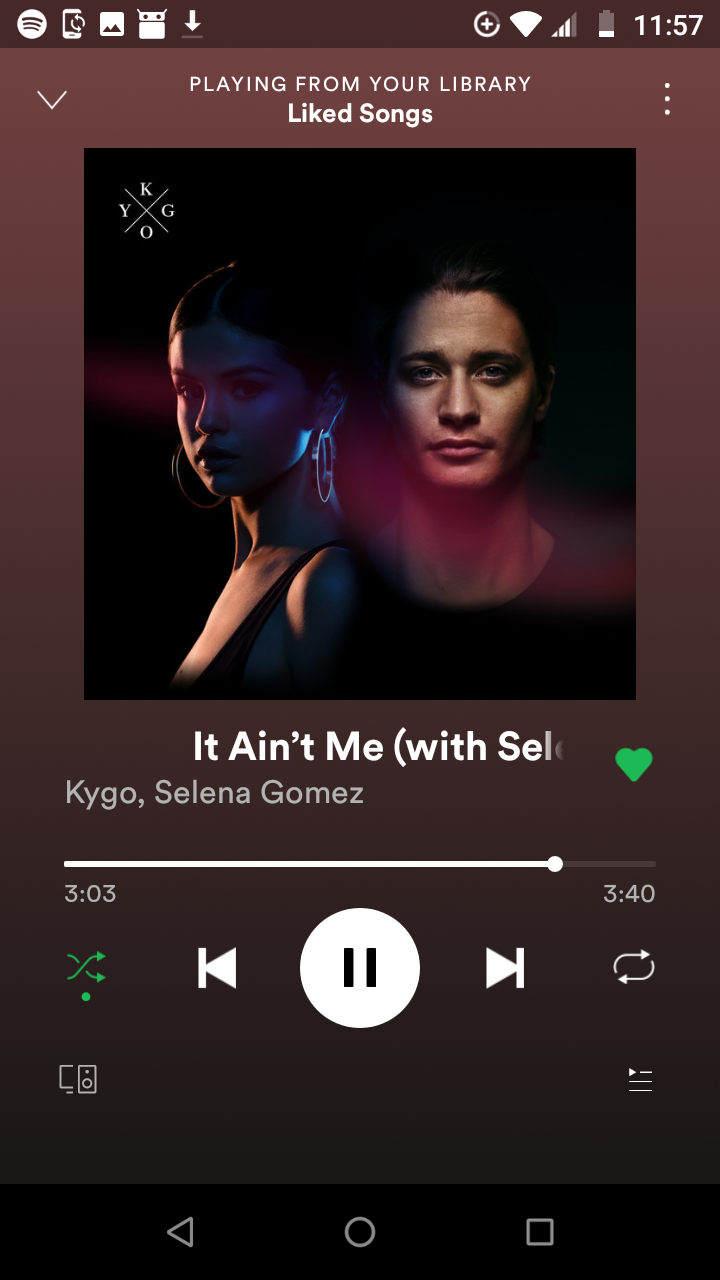 11:57
PLAYING FROM YOUR LIBRARY
Liked Songs
K
Y G
O
It Ain’t Me (with Sel
Kygo, Selena Gomez
3:03 3:40